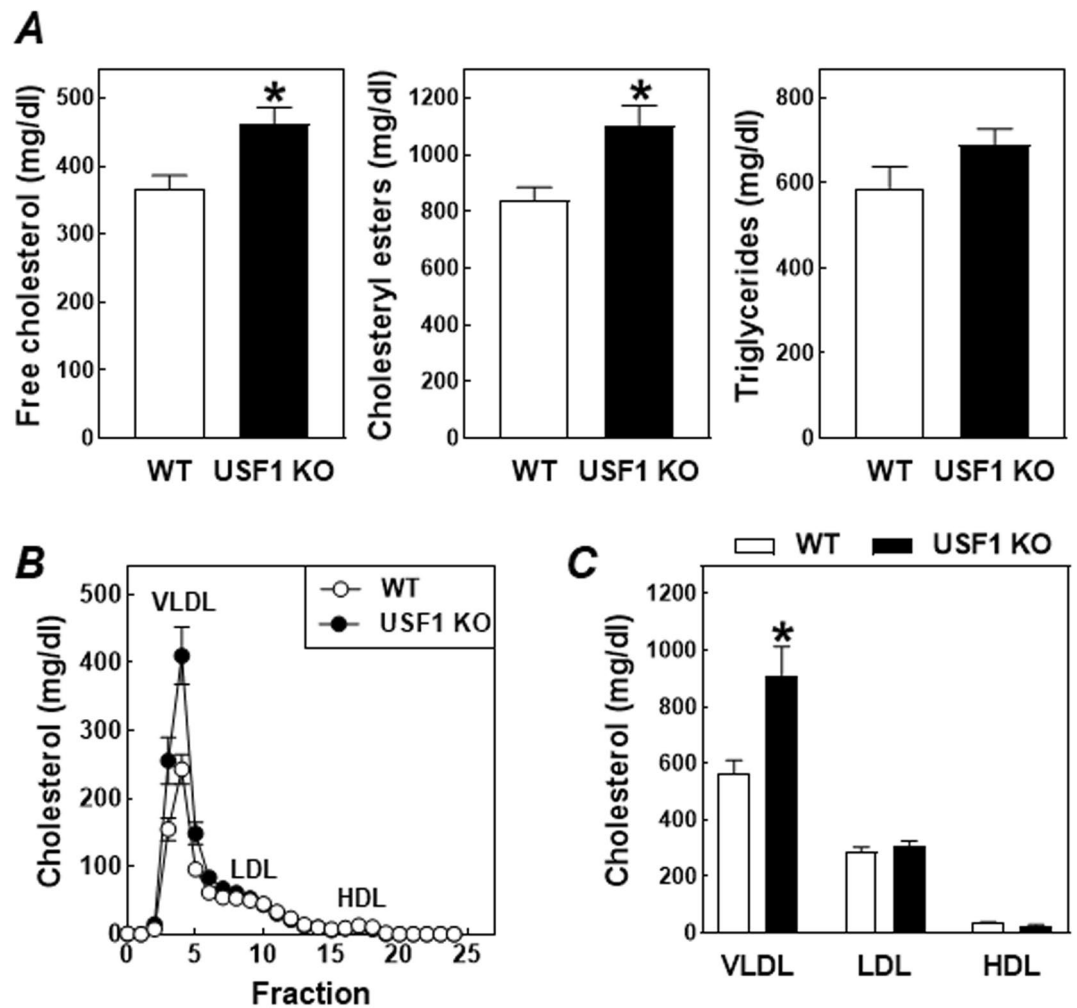 A
Free cholesterol (mg/dl)
500
400
300
200
100
0
*
WT USF1 KO
Cholesteryl esters (mg/dl)
1200
1000
800
600
400
200
0
*
WT USF1 KO
Triglycerides (mg/dl)
800
600
400
200
0
WT USF1 KO
B
Cholesterol (mg/dl)
500
400
300
200
100
0
VLDL
WT
USF1 KO
LDL
HDL
0 5 10 15 20 25
Fraction
C
WT USF1 KO
Cholesterol (mg/dl)
1200
1000
800
600
400
200
0
*
VLDL LDL HDL